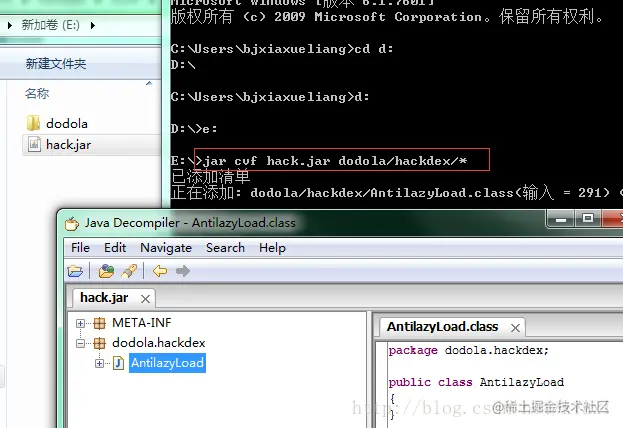 Microsoft Windows [版本 6.1.7601]
版权所有 (c) 2009 Microsoft Corporation。保留所有权利。
C:\Users\bjxiaxueliang>cd d:
D:\
C:\Users\bjxiaxueliang>d:
D:\>e:
E:\>jar cvf hack.jar dodola/hackdex/*
已添加清单
正在添加: dodola/hackdex/AntilazyLoad.class(输入 = 291) (
新加卷 (E:)
新建文件夹
名称
dodola
hack.jar
Java Decompiler - AntilazyLoad.class
File Edit Navigate Search Help
hack.jar
META-INF
dodola.hackdex
AntilazyLoad
AntilazyLoad.class
package dodola.hackdex;
public class AntilazyLoad
{
}
http://blog.cs
@稀土掘金技术社区